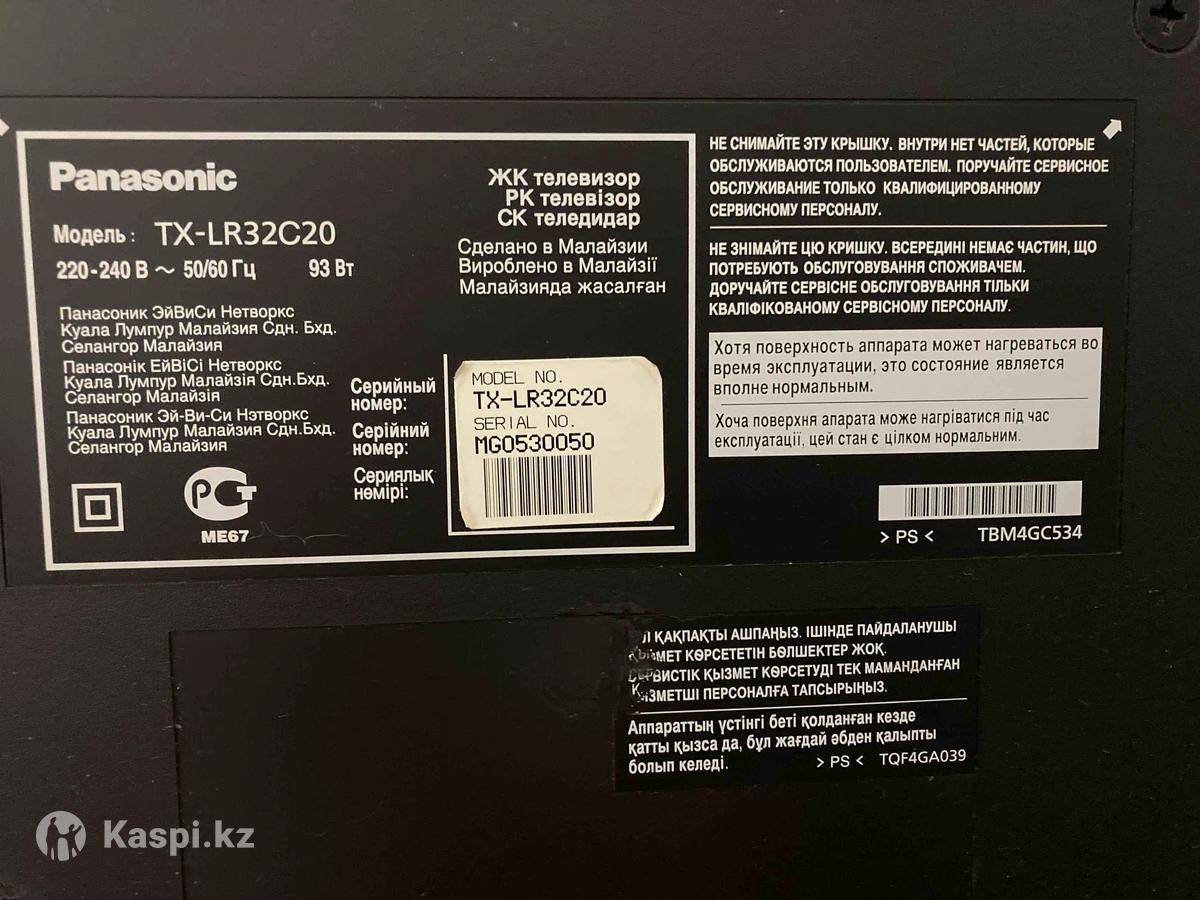 Panasonic
Модель : TX-LR32C20
220-240 В ~ 50/60 Гц 93 Вт
ЖК телевизор
РК телевізор
СК теледидар
Сделано в Малайзии
Вироблено в Малайзії
Малайзияда жасалған
Панасоник ЭйВиСи Нетворкс
Куала Лумпур Малайзия Сдн. Бхд.
Селангор Малайзия
Панасонік ЕйВіСі Нетворкс
Куала Лумпур Малайзія Сдн.Бхд.
Селангор Малайзія
Панасоник Эй-Ви-Си Нэтворкс
Куала Лумпур Малайзия Сдн.Бхд.
Селангор Малайзия
Серийный
номер:
Серійний
номер:
Сериялық
нөмірі:
MODEL NO.
TX-LR32C20
SERIAL NO.
MG0530050
РСТ
ME67
НЕ СНИМАЙТЕ ЭТУ КРЫШКУ. ВНУТРИ НЕТ ЧАСТЕЙ, КОТОРЫЕ
ОБСЛУЖИВАЮТСЯ ПОЛЬЗОВАТЕЛЕМ. ПОРУЧАЙТЕ СЕРВИСНОЕ
ОБСЛУЖИВАНИЕ ТОЛЬКО КВАЛИФИЦИРОВАННОМУ
СЕРВИСНОМУ ПЕРСОНАЛУ.
НЕ ЗНІМАЙТЕ ЦЮ КРИШКУ. ВСЕРЕДИНІ НЕМАЄ ЧАСТИН, ЩО
ПОТРЕБУЮТЬ ОБСЛУГОВУВАННЯ СПОЖИВАЧЕМ.
ДОРУЧАЙТЕ СЕРВІСНЕ ОБСЛУГОВУВАННЯ ТІЛЬКИ
КВАЛІФІКОВАНОМУ СЕРВІСНОМУ ПЕРСОНАЛУ.
Хотя поверхность аппарата может нагреваться во
время эксплуатации, это состояние является
вполне нормальным.
Хоча поверхня апарата може нагріватися під час
експлуатації, цей стан є цілком нормальним.
> PS < TBM4GC534
ҚАҚПАҚТЫ АШПАҢЫЗ. ІШІНДЕ ПАЙДАЛАНУШЫ
ҚЫЗМЕТ КӨРСЕТЕТІН БӨЛШЕКТЕР ЖОҚ.
СЕРВИСТІК ҚЫЗМЕТ КӨРСЕТУДІ ТЕК МАМАНДАНҒАН
ҚЫЗМЕТШІ ПЕРСОНАЛҒА ТАПСЫРЫҢЫЗ.
Аппараттың үстінгі беті қолданған кезде
қатты қызса да, бұл жағдай әбден қалыпты
болып келеді.
> PS < TQF4GA039
Kaspi.kz